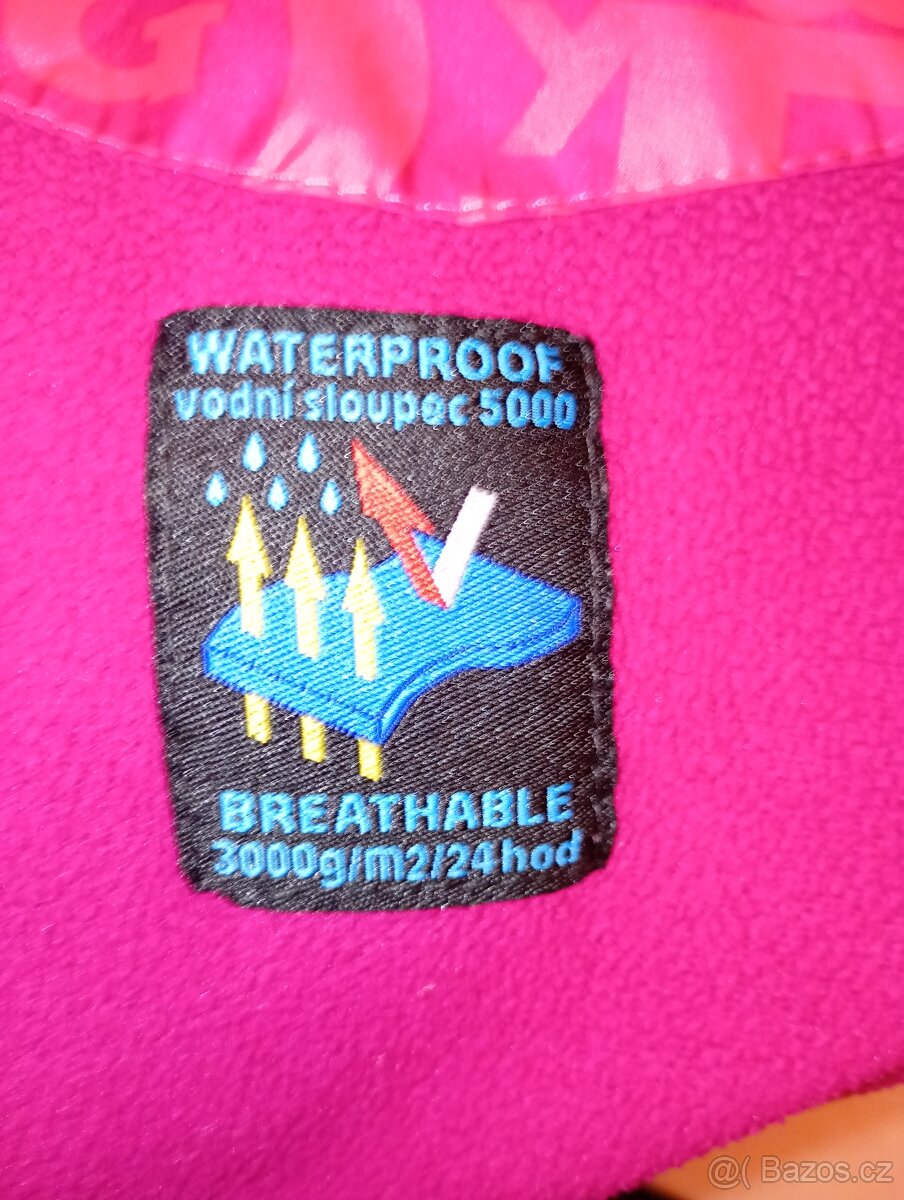 WATERPROOF
vodní sloupec 5000
BREATHABLE
3000g/m2/24hod
@( Bazos.cz